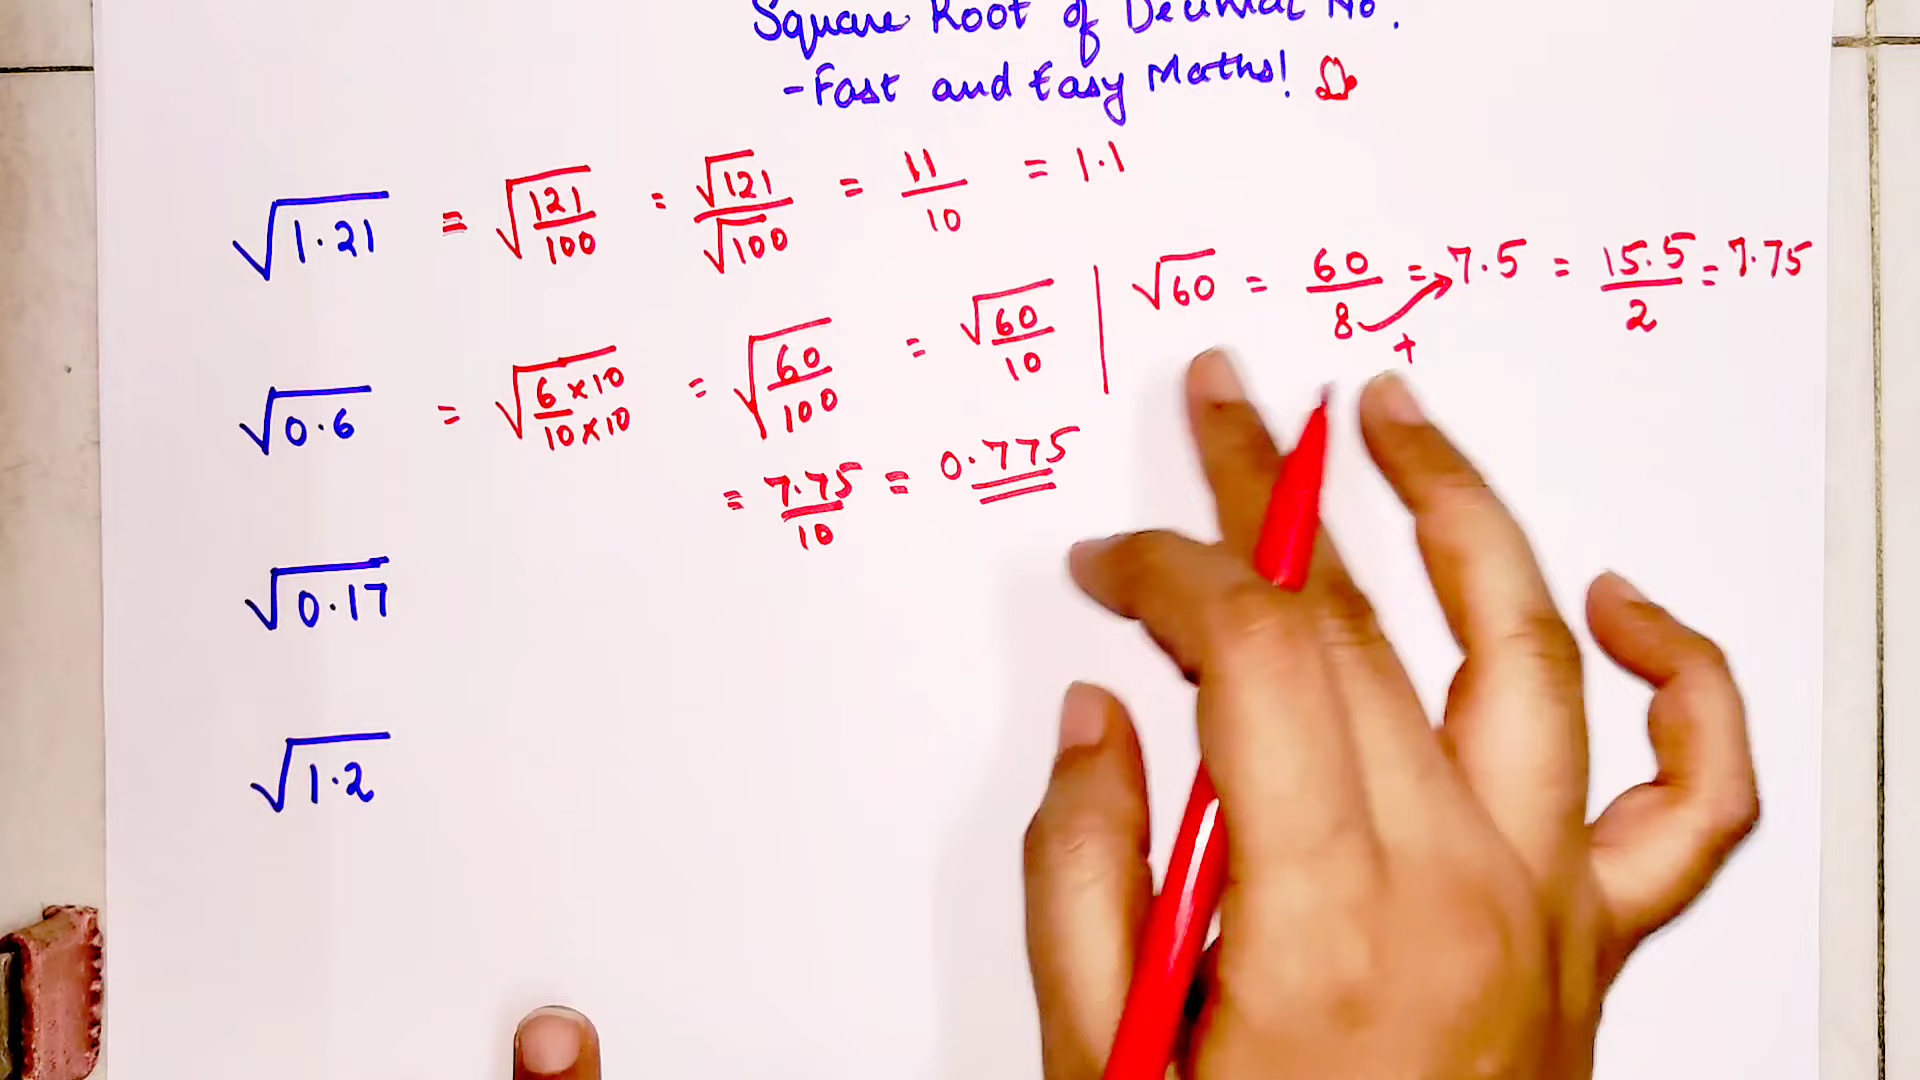 Square Root of Decimal No.
- Fast and Easy Maths!
√1.21 = √(121/100) = √121/√100 = 11/10 = 1.1
√0.6 = √(6×10/10×10) = √(60/100) = √60/10 | √60 = 60/8 = 7.5 = 15.5/2 = 7.75
+
= 7.75/10 = 0.775
√0.17
√1.2